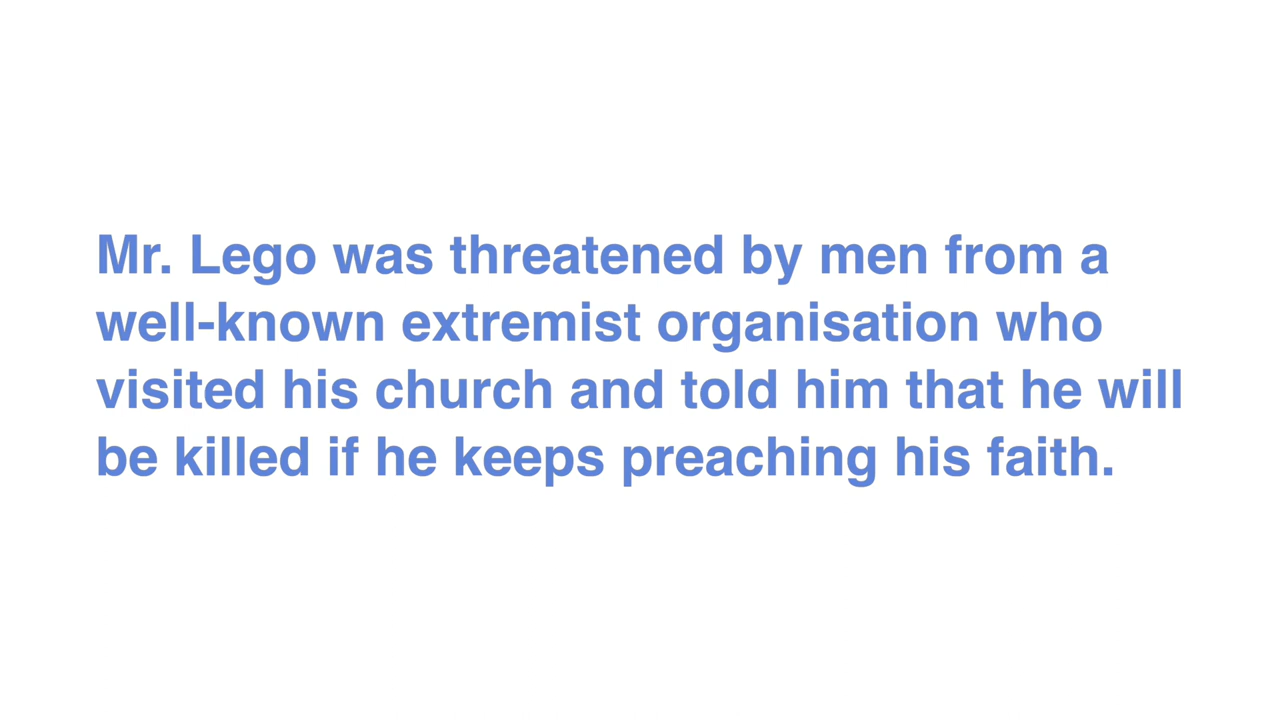 Mr. Lego was threatened by men from a
well-known extremist organisation who
visited his church and told him that he will
be killed if he keeps preaching his faith.